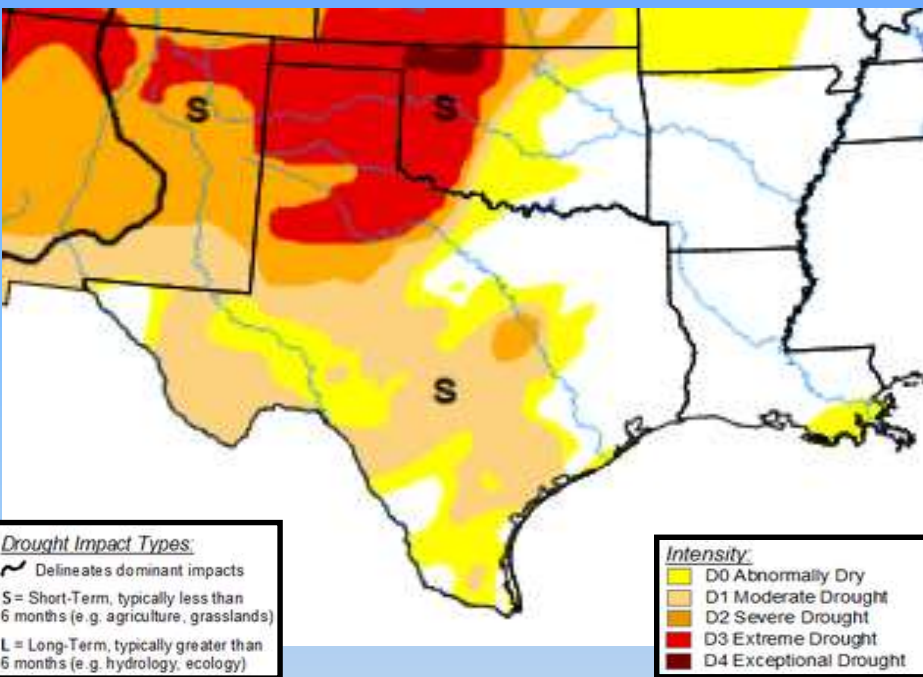 S
S
S
Drought Impact Types:
Delineates dominant impacts
S = Short-Term, typically less than
6 months (e.g. agriculture, grasslands)
L = Long-Term, typically greater than
6 months (e.g. hydrology, ecology)
Intensity:
D0 Abnormally Dry
D1 Moderate Drought
D2 Severe Drought
D3 Extreme Drought
D4 Exceptional Drought